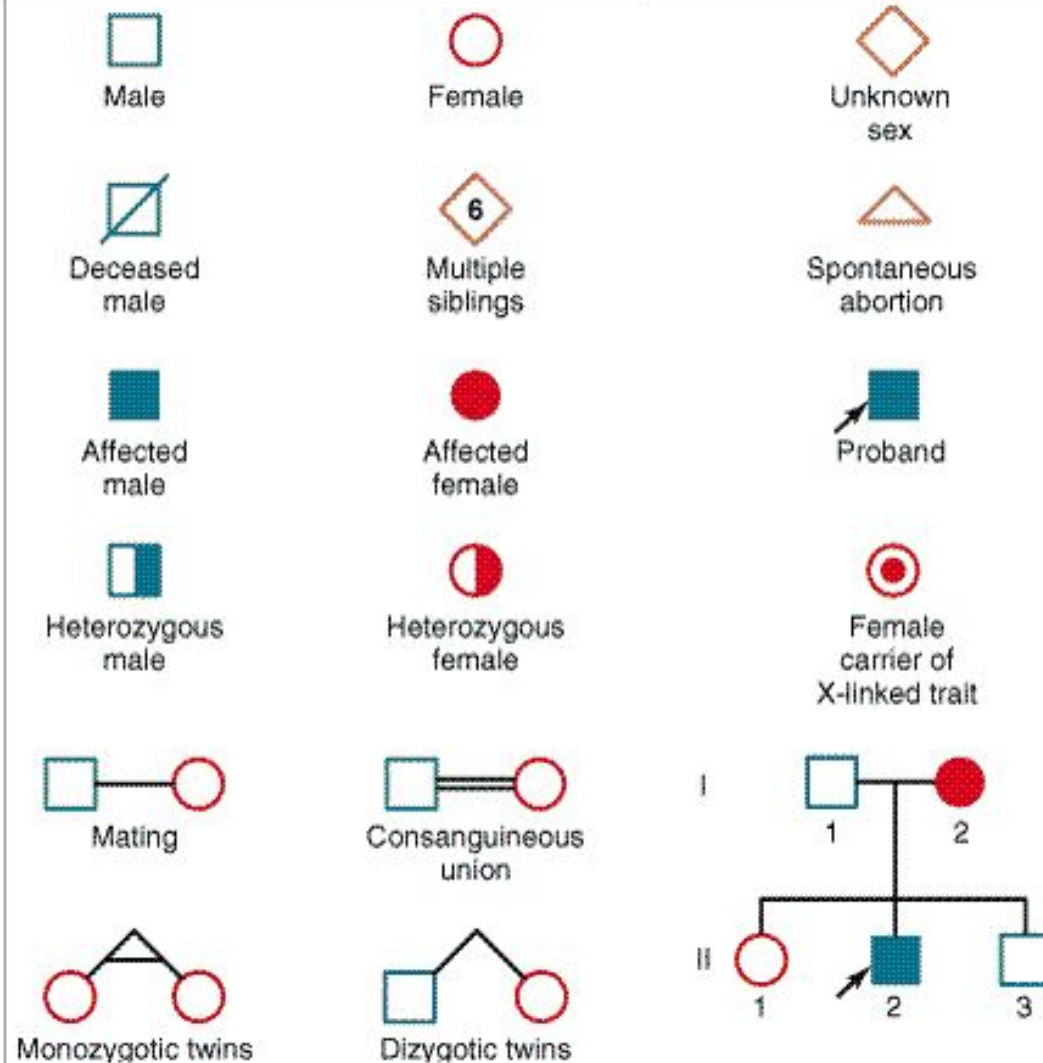 Male
Female
Unknown
sex
Deceased
male
6
Multiple
siblings
Spontaneous
abortion
Affected
male
Affected
female
Proband
Heterozygous
male
Heterozygous
female
Female
carrier of
X-linked trait
Mating
Consanguineous
union
I
1
2
Monozygotic twins
Dizygotic twins
II
1
2
3